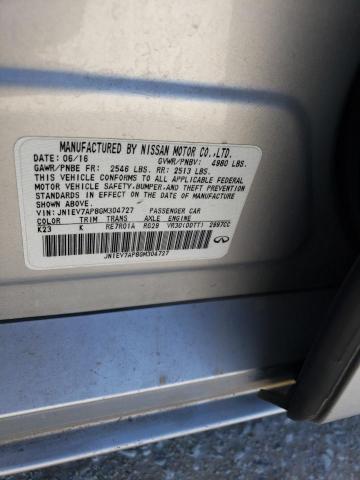 MANUFACTURED BY NISSAN MOTOR CO.,LTD.
DATE: 06/16 GVWR/PNBV: 4980 LBS.
GAWR/PNBE FR: 2546 LBS. RR: 2513 LBS.
THIS VEHICLE CONFORMS TO ALL APPLICABLE FEDERAL
MOTOR VEHICLE SAFETY,BUMPER,AND THEFT PREVENTION
STANDARDS IN EFFECT ON THE DATE OF MANUFACTURE
SHOWN ABOVE.
VIN: JN1EV7AP8GM304727 PASSENGER CAR
COLOR TRIM TRANS AXLE ENGINE
K23 K RE7R01A RG29 VR30(DDTT) 2997CC
JN1EV7AP8GM304727